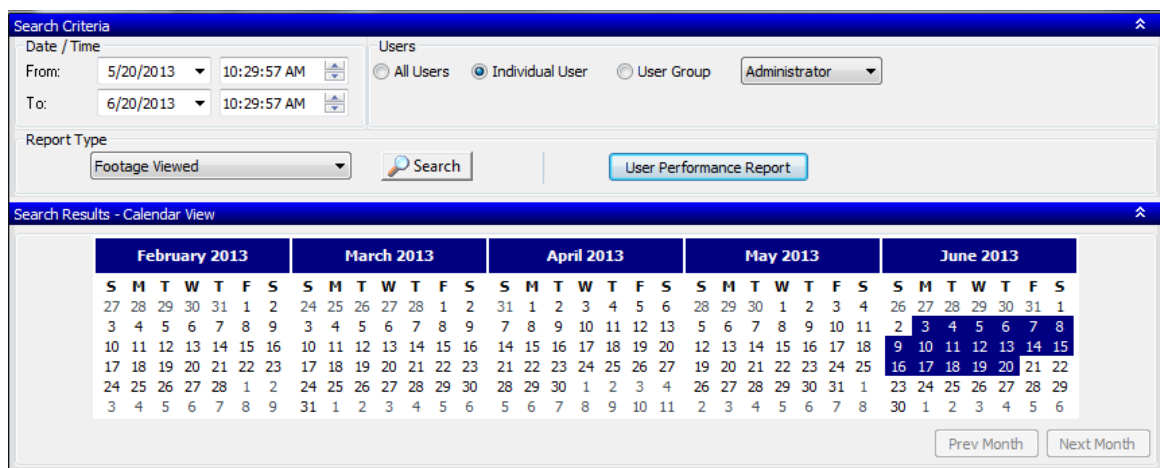 Search Criteria
Date / Time
Users
From: 5/20/2013 10:29:57 AM
All Users Individual User User Group Administrator
To: 6/20/2013 10:29:57 AM
Report Type
Footage Viewed Search User Performance Report
Search Results - Calendar View
February 2013 March 2013 April 2013 May 2013 June 2013
S M T W T F S S M T W T F S S M T W T F S S M T W T F S S M T W T F S
27 28 29 30 31 1 2 24 25 26 27 28 1 2 31 1 2 3 4 5 6 28 29 30 1 2 3 4 26 27 28 29 30 31 1
3 4 5 6 7 8 9 3 4 5 6 7 8 9 7 8 9 10 11 12 13 5 6 7 8 9 10 11 2 3 4 5 6 7 8
10 11 12 13 14 15 16 10 11 12 13 14 15 16 14 15 16 17 18 19 20 12 13 14 15 16 17 18 9 10 11 12 13 14 15
17 18 19 20 21 22 23 17 18 19 20 21 22 23 21 22 23 24 25 26 27 19 20 21 22 23 24 25 16 17 18 19 20 21 22
24 25 26 27 28 1 2 24 25 26 27 28 29 30 28 29 30 1 2 3 4 26 27 28 29 30 31 1 23 24 25 26 27 28 29
3 4 5 6 7 8 9 31 1 2 3 4 5 6 5 6 7 8 9 10 11 2 3 4 5 6 7 8 30 1 2 3 4 5 6
Prev Month Next Month